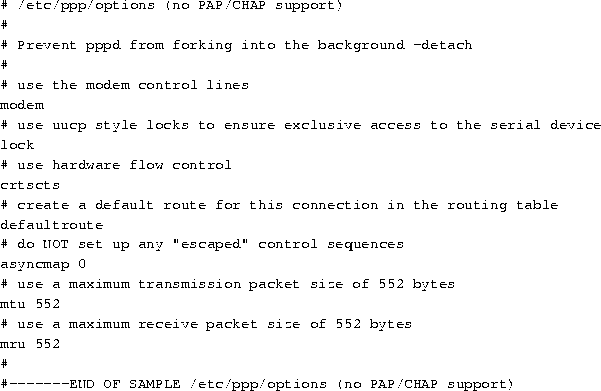 # /etc/ppp/options (no PAP/CHAP support)
#
# Prevent pppd from forking into the background -detach
#
# use the modem control lines
modem
# use uucp style locks to ensure exclusive access to the serial device
lock
# use hardware flow control
crtscts
# create a default route for this connection in the routing table
defaultroute
# do NOT set up any "escaped" control sequences
asyncmap 0
# use a maximum transmission packet size of 552 bytes
mtu 552
# use a maximum receive packet size of 552 bytes
mru 552
#
#-------END OF SAMPLE /etc/ppp/options (no PAP/CHAP support)